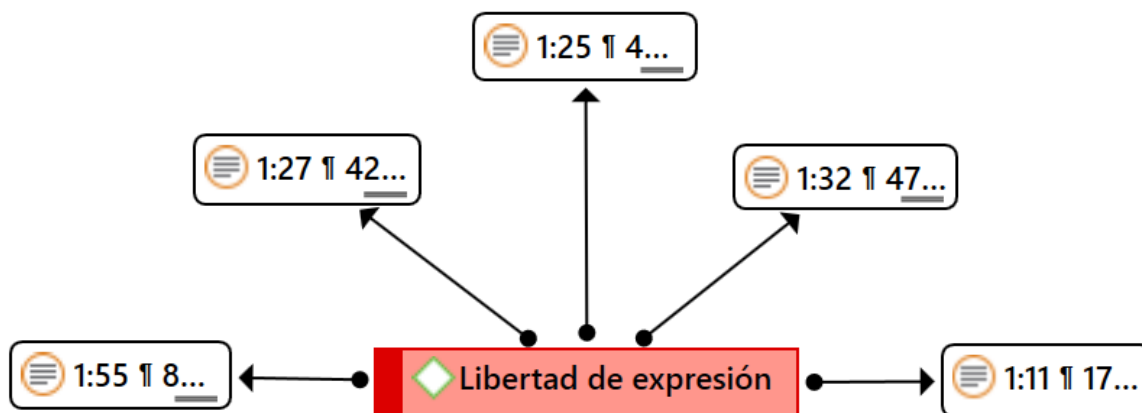 1:25 ¶ 4...
1:27 ¶ 42...
1:32 ¶ 47...
1:55 ¶ 8...
Libertad de expresión
1:11 ¶ 17...